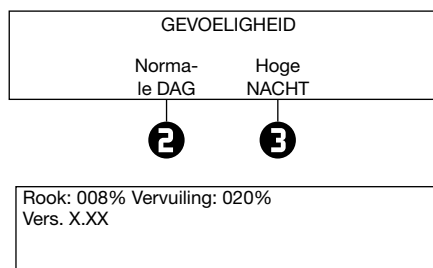 GEVOELIGHEID
Norma- Hoge
le DAG NACHT
2 3
Rook: 008% Vervuiling: 020%
Vers. X.XX